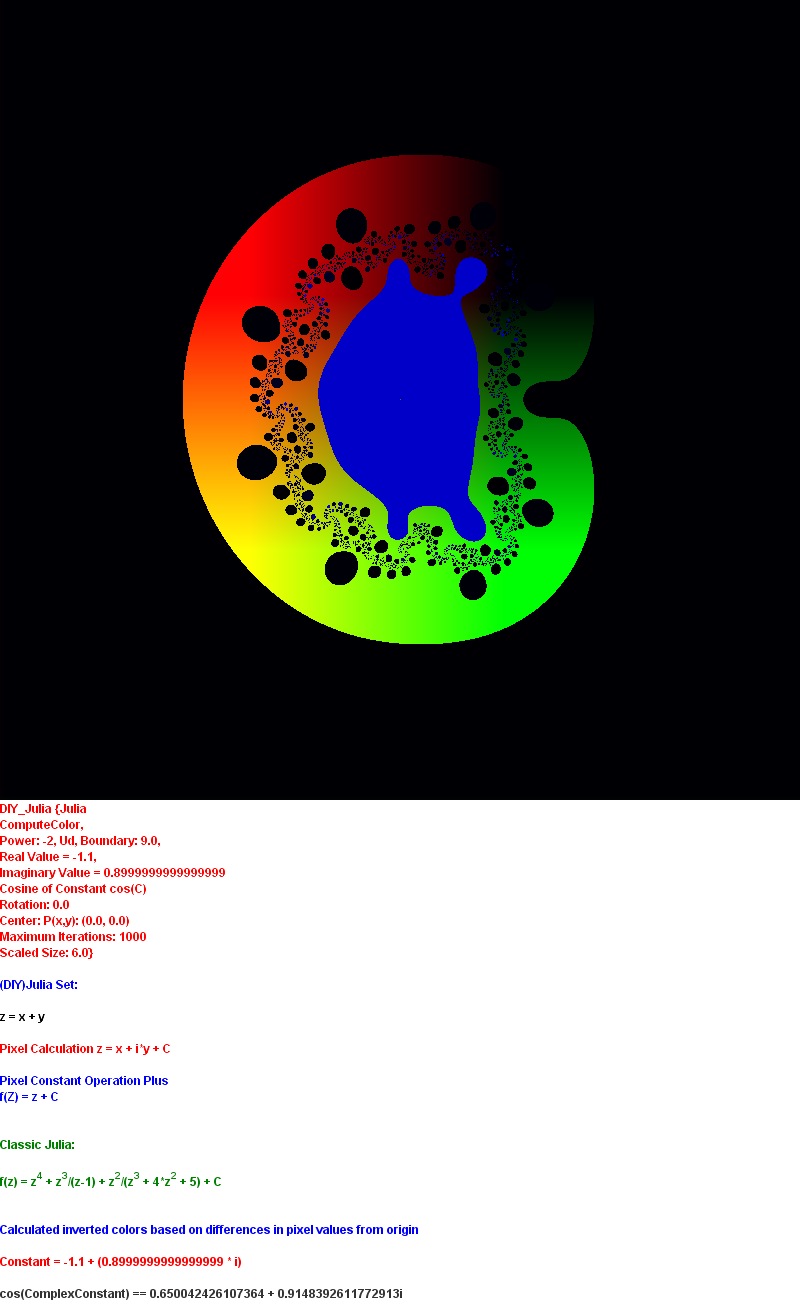 DIY_Julia {Julia
ComputeColor,
Power: -2, Ud, Boundary: 9.0,
Real Value = -1.1,
Imaginary Value = 0.8999999999999999
Cosine of Constant cos(C)
Rotation: 0.0
Center: P(x,y): (0.0, 0.0)
Maximum Iterations: 1000
Scaled Size: 6.0}
(DIY)Julia Set:
z = x + y
Pixel Calculation z = x + i*y + C
Pixel Constant Operation Plus
f(Z) = z + C
Classic Julia:
f(z) = z^4 + z^3/(z-1) + z^2/(z^3 + 4*z^2 + 5) + C
Calculated inverted colors based on differences in pixel values from origin
Constant = -1.1 + (0.8999999999999999 * i)
cos(ComplexConstant) == 0.650042426107364 + 0.9148392611772913i